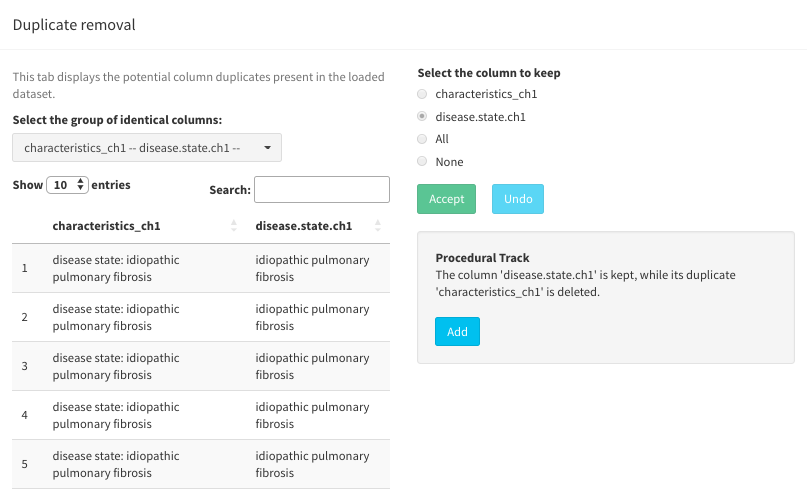 Duplicate removal
This tab displays the potential column duplicates present in the loaded
dataset.
Select the group of identical columns:
characteristics_ch1 -- disease.state.ch1 --
Show 10 entries
Search:
characteristics_ch1 disease.state.ch1
1 disease state: idiopathic pulmonary fibrosis idiopathic pulmonary fibrosis
2 disease state: idiopathic pulmonary fibrosis idiopathic pulmonary fibrosis
3 disease state: idiopathic pulmonary fibrosis idiopathic pulmonary fibrosis
4 disease state: idiopathic pulmonary fibrosis idiopathic pulmonary fibrosis
5 disease state: idiopathic pulmonary fibrosis idiopathic pulmonary fibrosis
Select the column to keep
characteristics_ch1
disease.state.ch1
All
None
Accept Undo
Procedural Track
The column 'disease.state.ch1' is kept, while its duplicate
'characteristics_ch1' is deleted.
Add